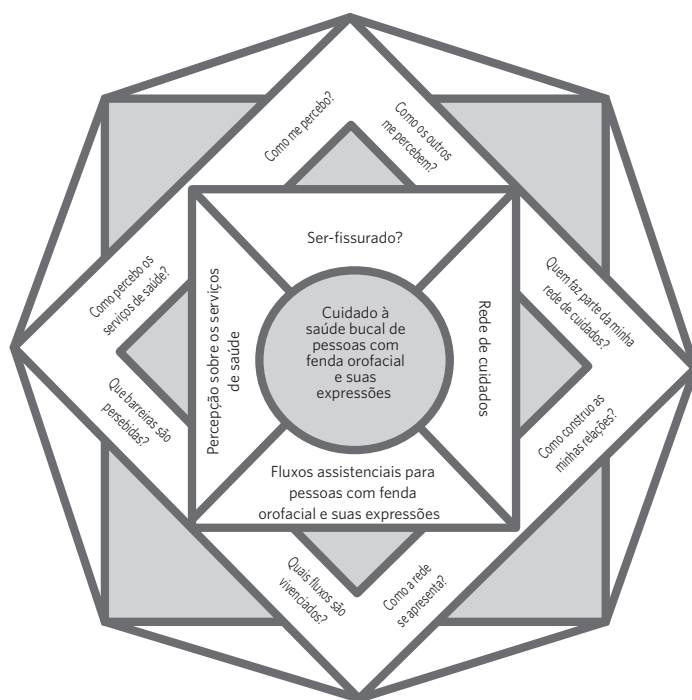 Como me percebo?
Como os outros
me percebem?
Ser-fissurado?
Como percebo os
serviços de saúde?
Quem faz parte da minha
rede de cuidados?
Percepção sobre os serviços
de saúde
Cuidado à
saúde bucal de
pessoas com
fenda orofacial
e suas
expressões
Rede de cuidados
Que barreiras são
persebidas?
Como construo as
minhas relações?
Fluxos assistenciais para
pessoas com fenda
orofacial e suas expressões
Quais fluxos são
vivenciados?
Como a rede
se apresenta?